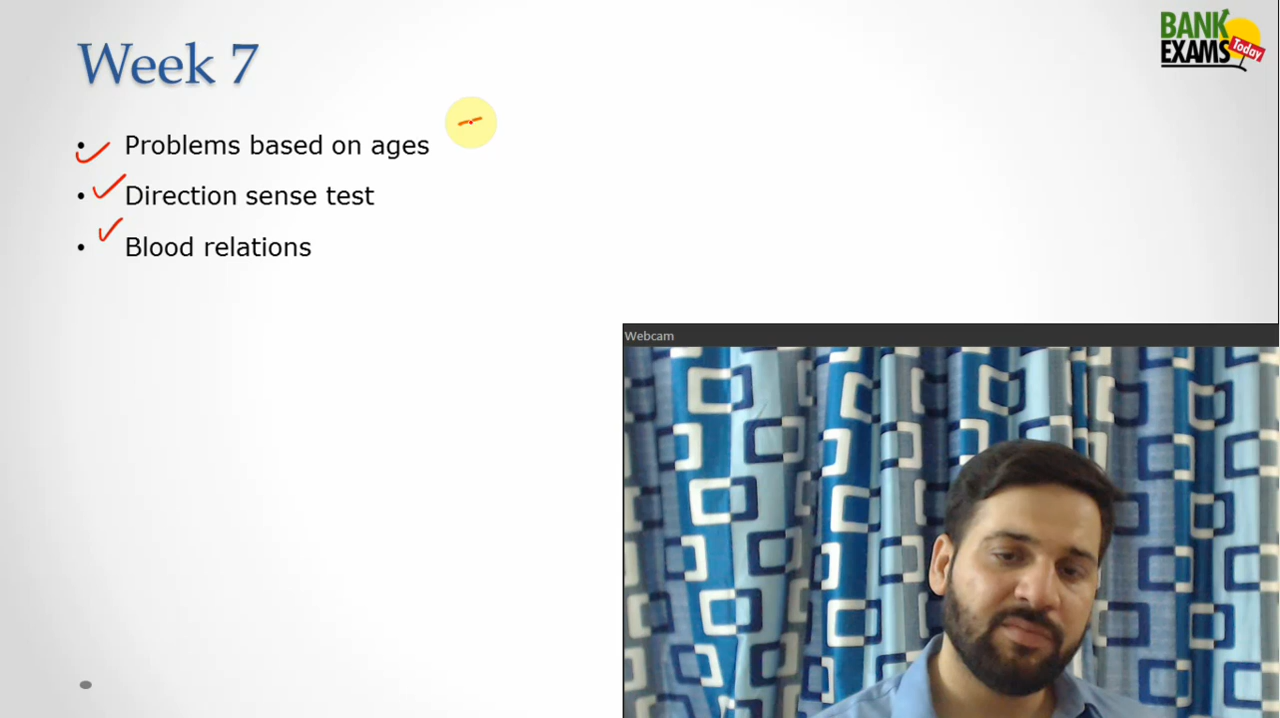 Week 7
BANK
EXAMS Today
• Problems based on ages
• Direction sense test
• Blood relations
Webcam